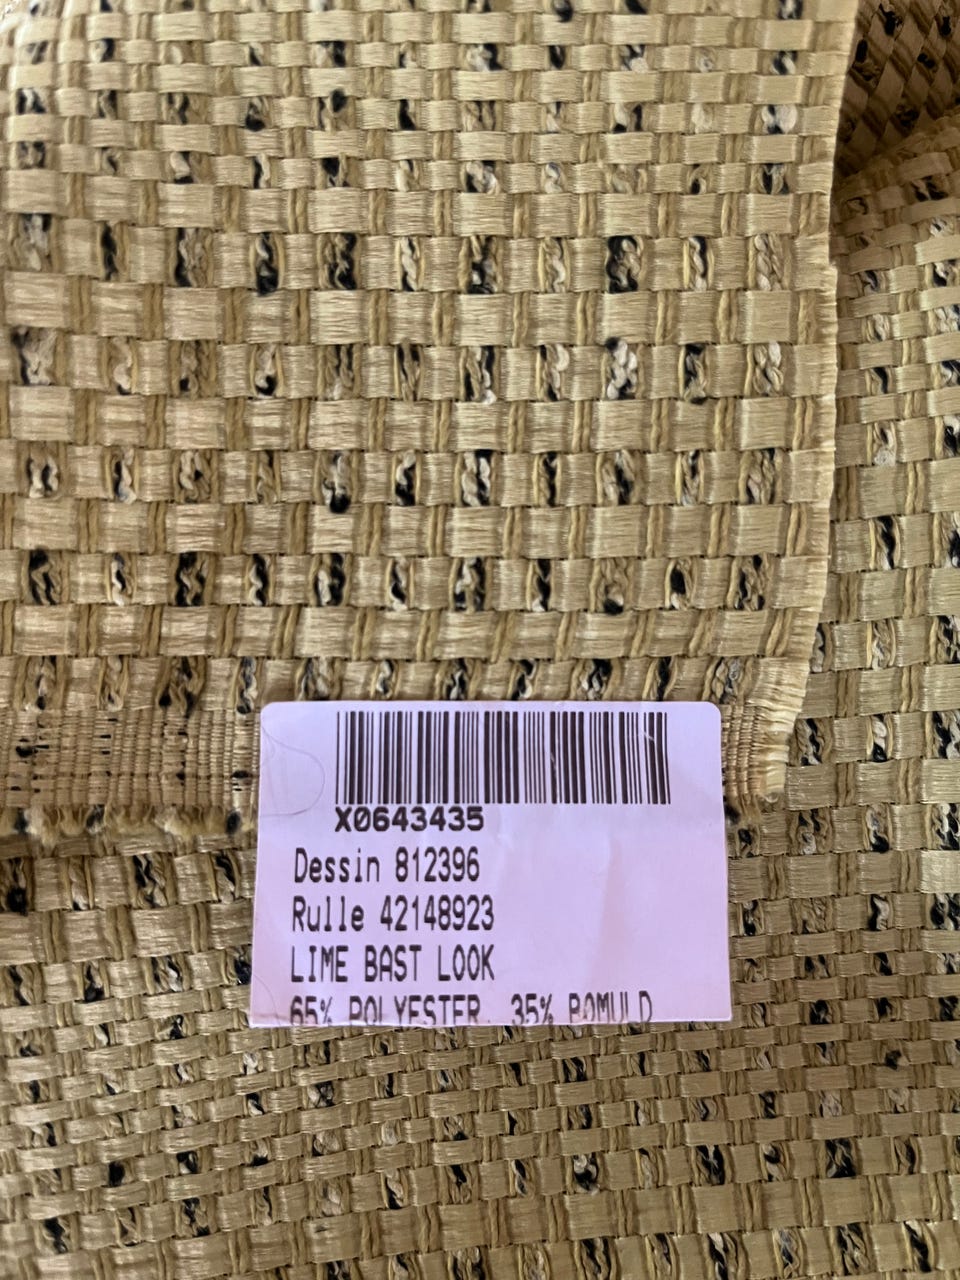 X0643435
Dessin 812396
Rulle 42148923
LIME BAST LOOK
65% POLYESTER, 35% BOMULD